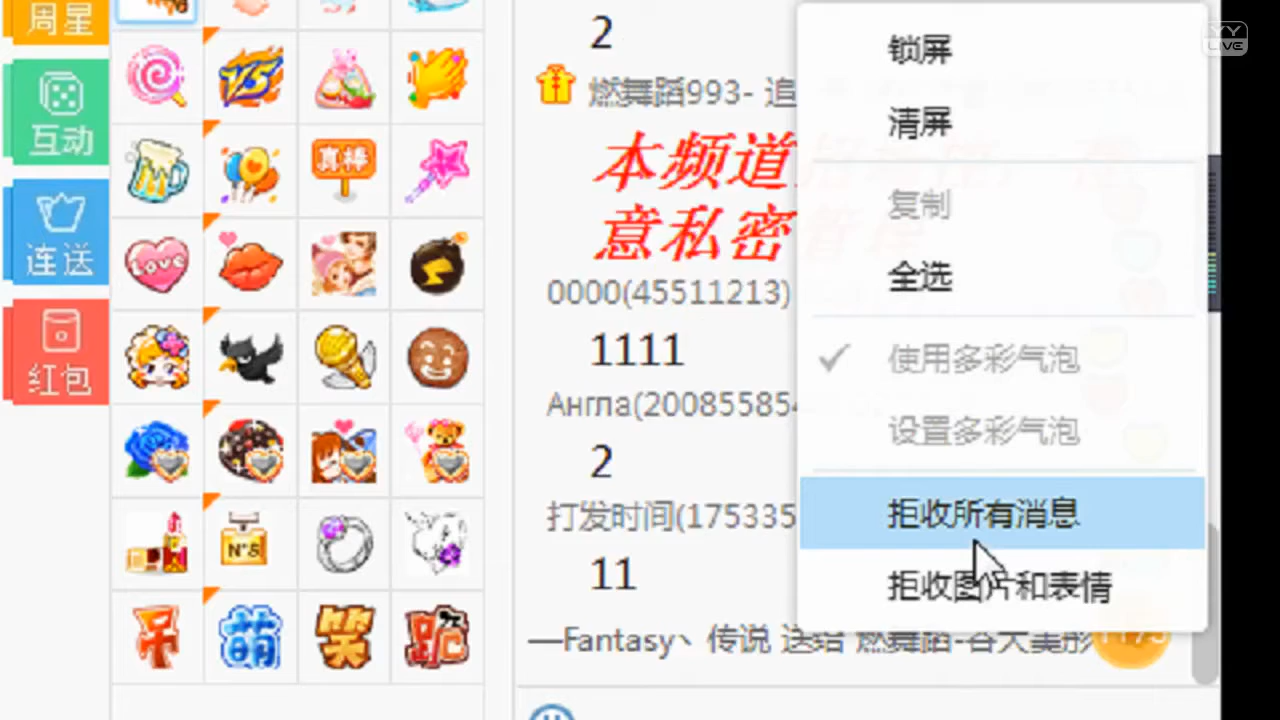 周星
互动
连送
红包
VS
真棒
Love
N°5
吊
萌
笑
跪
2
燃舞蹈993- 追
本频道
意私密
0000(45511213)
1111
Англа(200855854
2
打发时间(175335
11
—Fantasy丶 传说 送给 燃舞蹈-各大美形
锁屏
清屏
复制
全选
使用多彩气泡
设置多彩气泡
拒收所有消息
拒收图片和表情
YY
LIVE